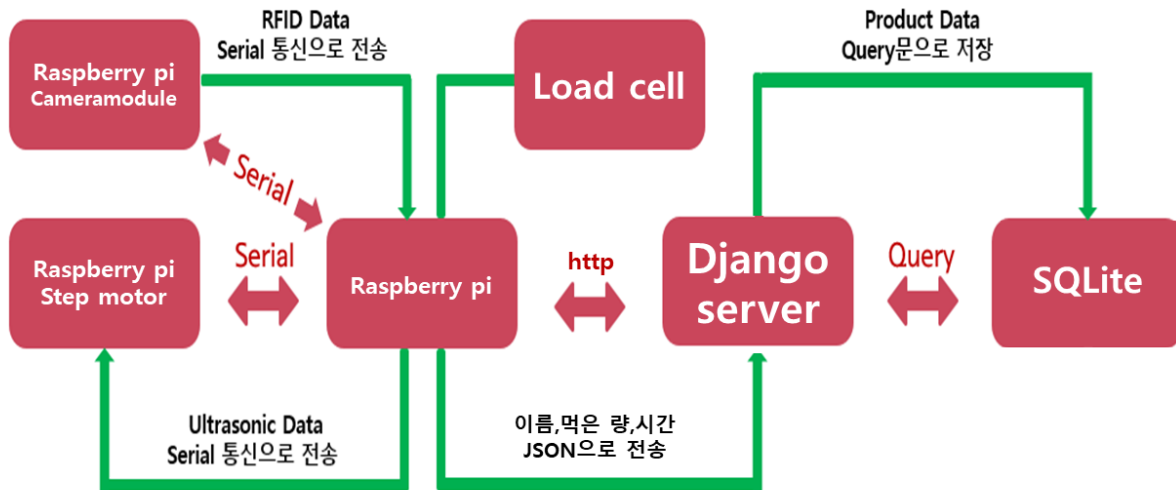 RFID Data
Serial 통신으로 전송
Product Data
Query문으로 저장
Raspberry pi
Cameramodule
Load cell
Serial
Raspberry pi
Step motor
Serial
Raspberry pi
http
Django
server
Query
SQLite
Ultrasonic Data
Serial 통신으로 전송
이름,먹은 량,시간
JSON으로 전송